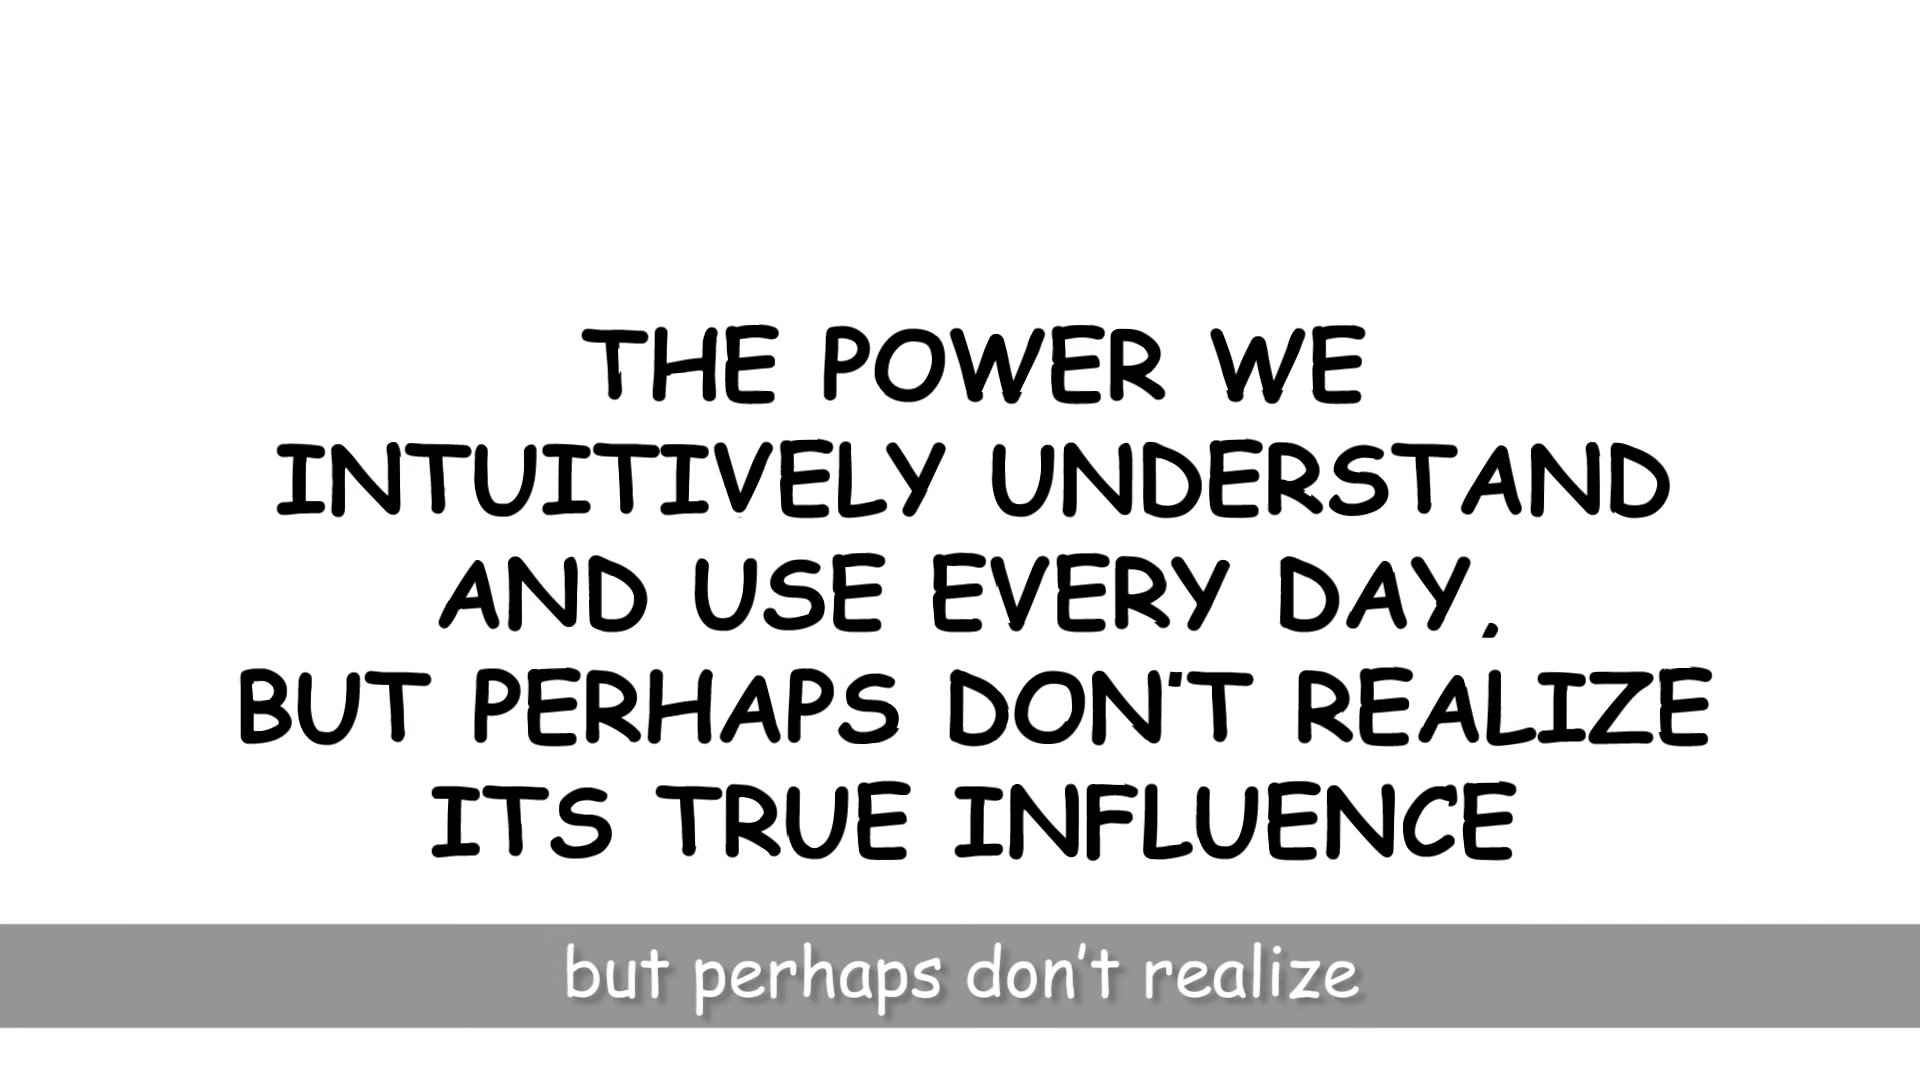 THE POWER WE
INTUITIVELY UNDERSTAND
AND USE EVERY DAY,
BUT PERHAPS DON'T REALIZE
ITS TRUE INFLUENCE
but perhaps don't realize